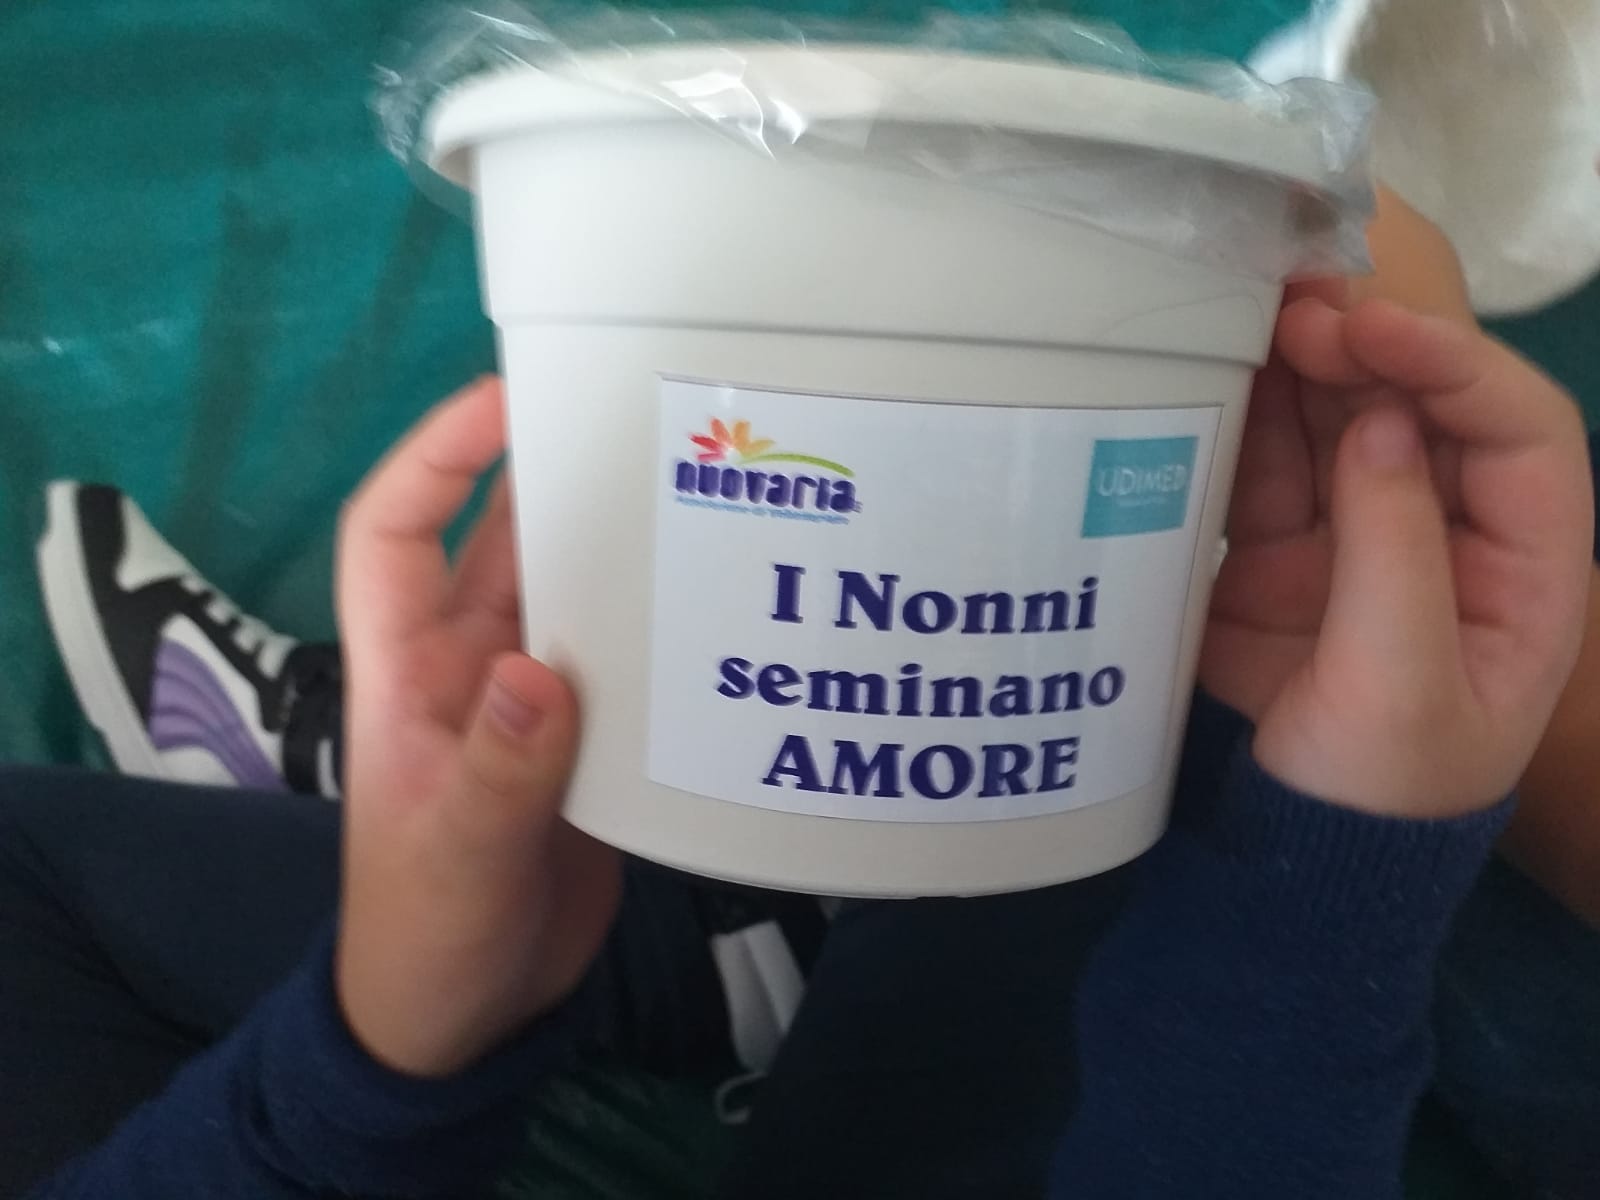 nuovaria
UDIMED
I Nonni
seminano
AMORE